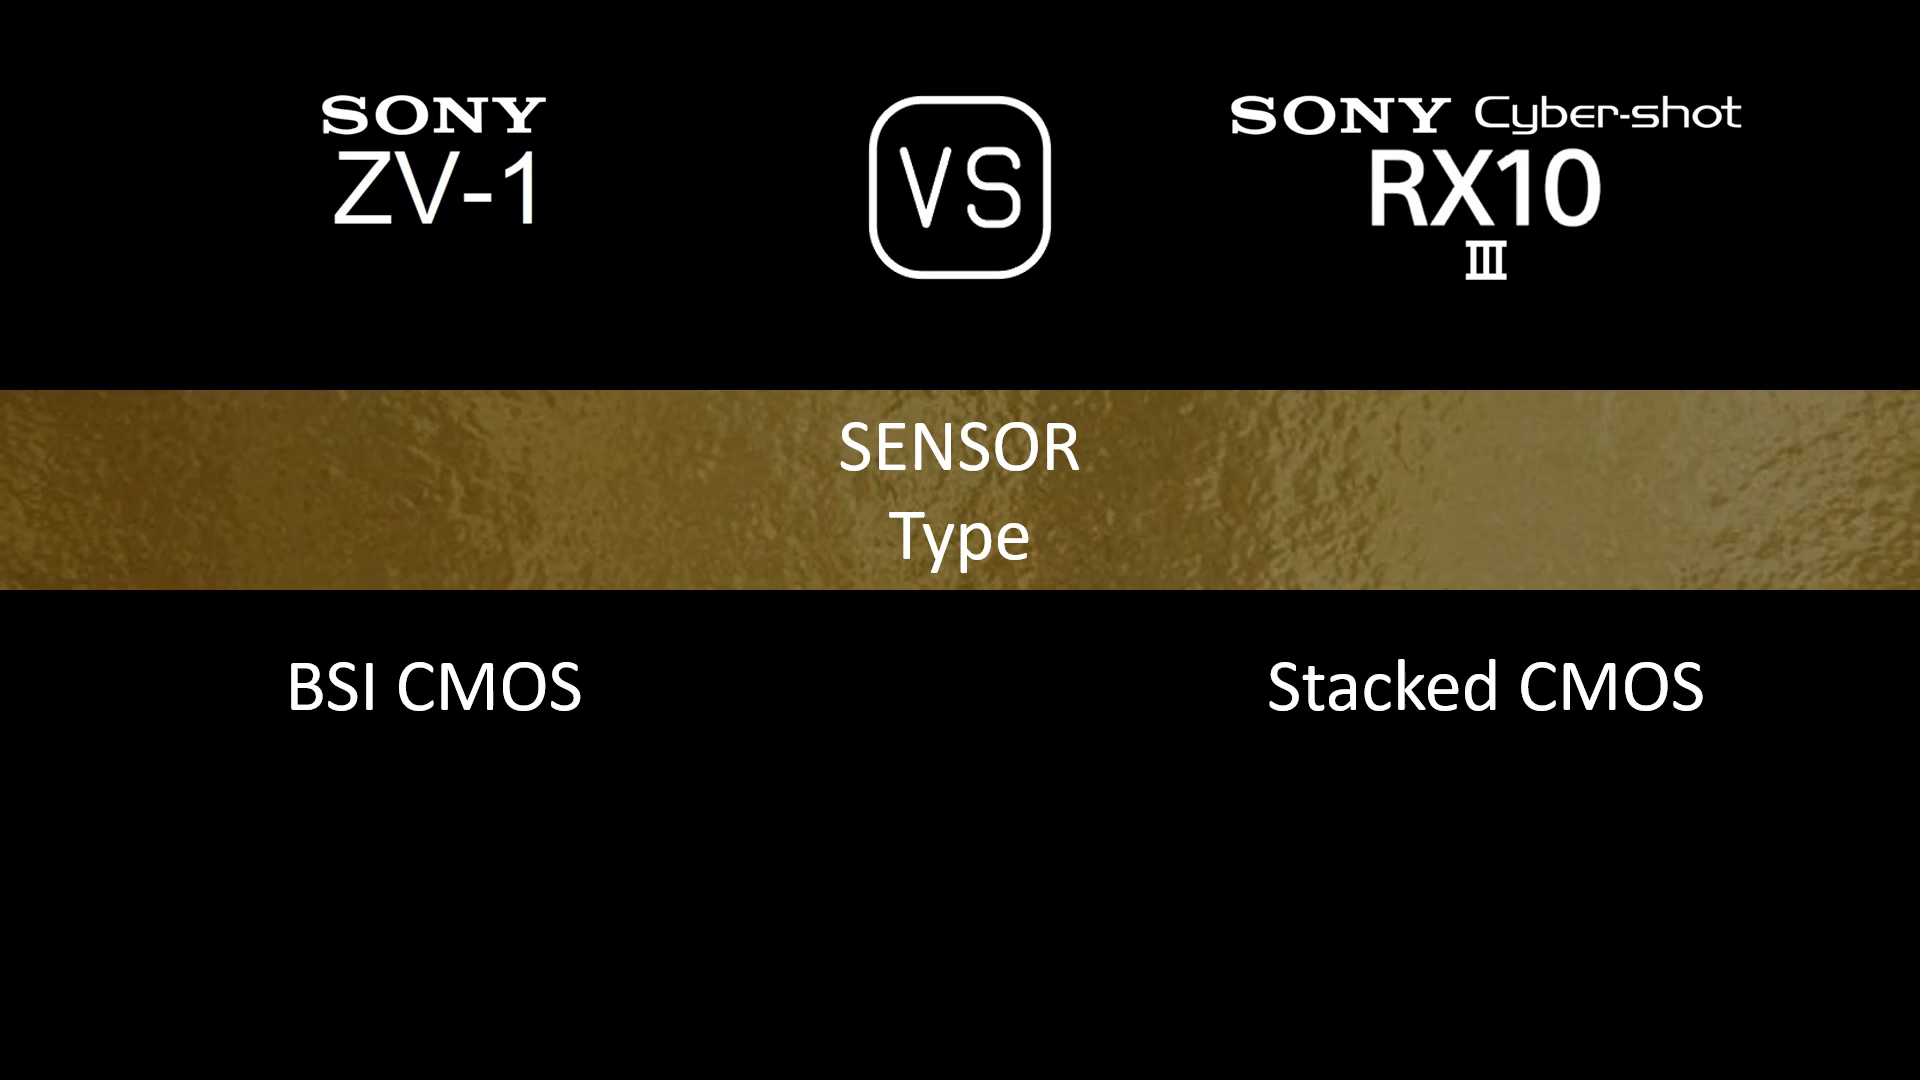 SONY
ZV-1
VS
SONY Cyber-shot
RX10
III
SENSOR
Type
BSI CMOS
Stacked CMOS